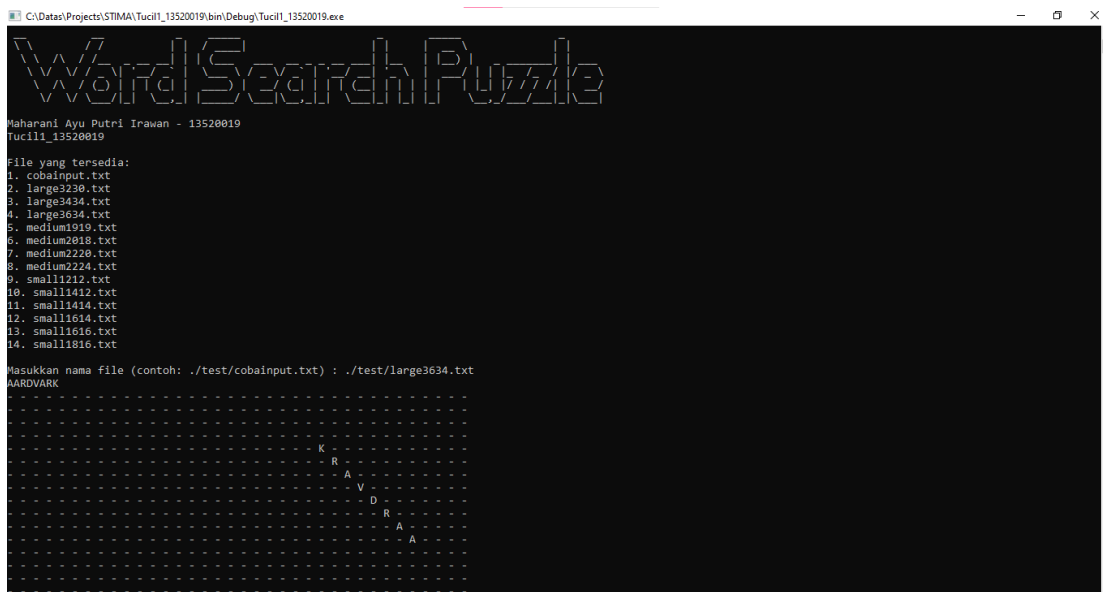 C:\Datas\Projects\STIMA\Tucil1_13520019\bin\Debug\Tucil1_13520019.exe
Word Search Puzzle
Maharani Ayu Putri Irawan - 13520019
Tucil1_13520019
File yang tersedia:
1. cobainput.txt
2. large3230.txt
3. large3434.txt
4. large3634.txt
5. medium1919.txt
6. medium2018.txt
7. medium2220.txt
8. medium2224.txt
9. small1212.txt
10. small1412.txt
11. small1414.txt
12. small1614.txt
13. small1616.txt
14. small1816.txt
Masukkan nama file (contoh: ./test/cobainput.txt) : ./test/large3634.txt
AARDVARK
- - - - - - - - - - - - - - - - - - - - - - - - - - - - - - - - - - - -
- - - - - - - - - - - - - - - - - - - - - - - - - - - - - - - - - - - -
- - - - - - - - - - - - - - - - - - - - - - - - - - - - - - - - - - - -
- - - - - - - - - - - - - - - - - - - - - - - - - - - - - - - - - - - -
- - - - - - - - - - - - - - - - - - - - - - - - K - - - - - - - - - - -
- - - - - - - - - - - - - - - - - - - - - - - - - R - - - - - - - - - -
- - - - - - - - - - - - - - - - - - - - - - - - - - A - - - - - - - - -
- - - - - - - - - - - - - - - - - - - - - - - - - - - V - - - - - - - -
- - - - - - - - - - - - - - - - - - - - - - - - - - - - D - - - - - - -
- - - - - - - - - - - - - - - - - - - - - - - - - - - - - R - - - - - -
- - - - - - - - - - - - - - - - - - - - - - - - - - - - - - A - - - - -
- - - - - - - - - - - - - - - - - - - - - - - - - - - - - - - A - - - -
- - - - - - - - - - - - - - - - - - - - - - - - - - - - - - - - - - - -
- - - - - - - - - - - - - - - - - - - - - - - - - - - - - - - - - - - -
- - - - - - - - - - - - - - - - - - - - - - - - - - - - - - - - - - - -
- - - - - - - - - - - - - - - - - - - - - - - - - - - - - - - - - - - -